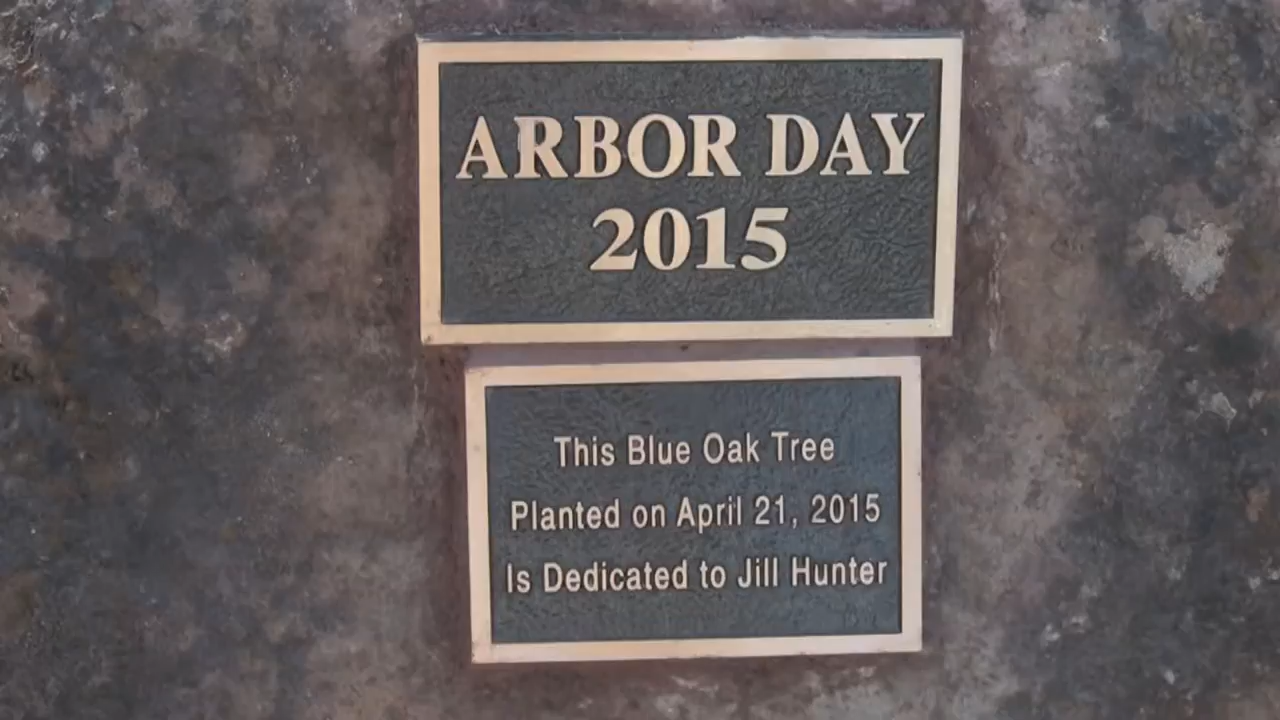 ARBOR DAY
2015
This Blue Oak Tree
Planted on April 21, 2015
Is Dedicated to Jill Hunter